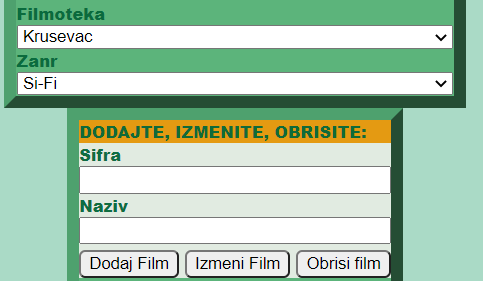 Filmoteka
Krusevac
Zanr
Si-Fi
DODAJTE, IZMENITE, OBRISITE:
Sifra
Naziv
Dodaj Film Izmeni Film Obrisi film